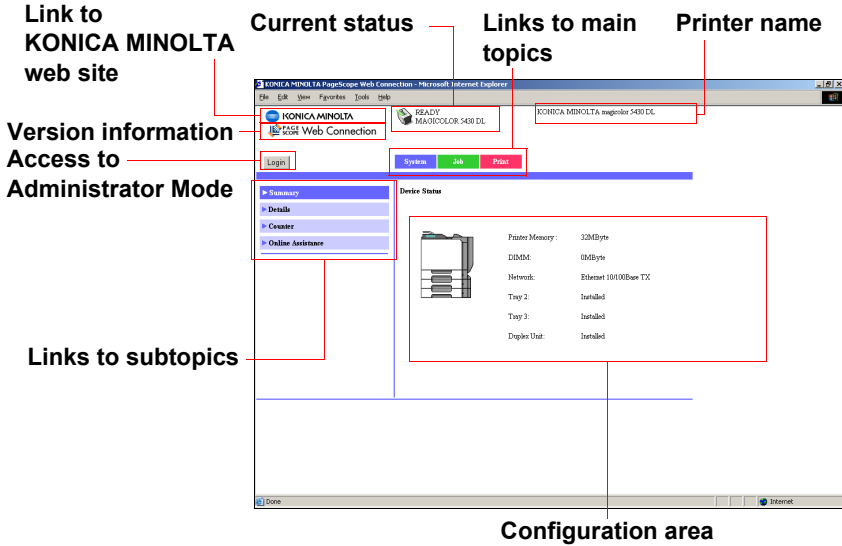 Link to
KONICA MINOLTA
web site
Current status
Links to main
topics
Printer name
KONICA MINOLTA PageScope Web Connection - Microsoft Internet Explorer
File Edit View Favorites Tools Help
KONICA MINOLTA
PAGE SCOPE Web Connection
READY
MAGICOLOR 5430 DL
KONICA MINOLTA magicolor 5430 DL
Version information
Access to
Administrator Mode
Login
System Job Print
Summary
Details
Counter
Online Assistance
Device Status
Printer Memory : 32MByte
DIMM: 0MByte
Network: Ethernet 10/100Base TX
Tray 2: Installed
Tray 3: Installed
Duplex Unit: Installed
Links to subtopics
Done
Internet
Configuration area